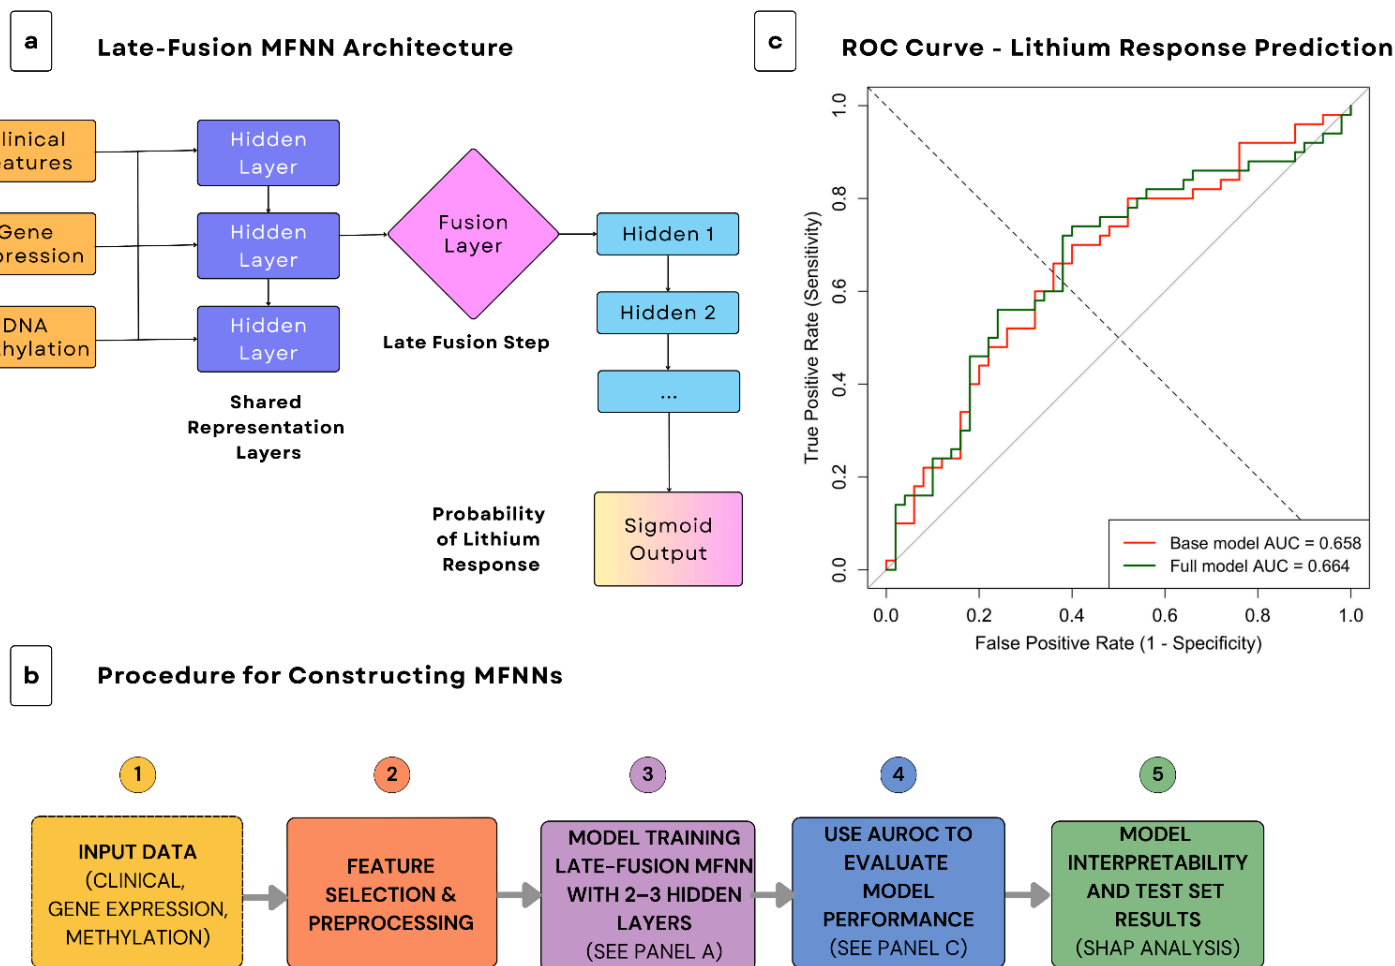 a
Late-Fusion MFNN Architecture
linical
eatures
Gene
pression
DNA
thylation
Hidden
Layer
Hidden
Layer
Hidden
Layer
Shared
Representation
Layers
Fusion
Layer
Late Fusion Step
Hidden 1
Hidden 2
...
Probability
of Lithium
Response
Sigmoid
Output
c
ROC Curve - Lithium Response Prediction
True Positive Rate (Sensitivity)
1.0
0.8
0.6
0.4
0.2
0.0
Base model AUC = 0.658
Full model AUC = 0.664
0.0 0.2 0.4 0.6 0.8 1.0
False Positive Rate (1 - Specificity)
b
Procedure for Constructing MFNNs
1
INPUT DATA
(CLINICAL,
GENE EXPRESSION,
METHYLATION)
2
FEATURE
SELECTION &
PREPROCESSING
3
MODEL TRAINING
LATE-FUSION MFNN
WITH 2–3 HIDDEN
LAYERS
(SEE PANEL A)
4
USE AUROC TO
EVALUATE
MODEL
PERFORMANCE
(SEE PANEL C)
5
MODEL
INTERPRETABILITY
AND TEST SET
RESULTS
(SHAP ANALYSIS)